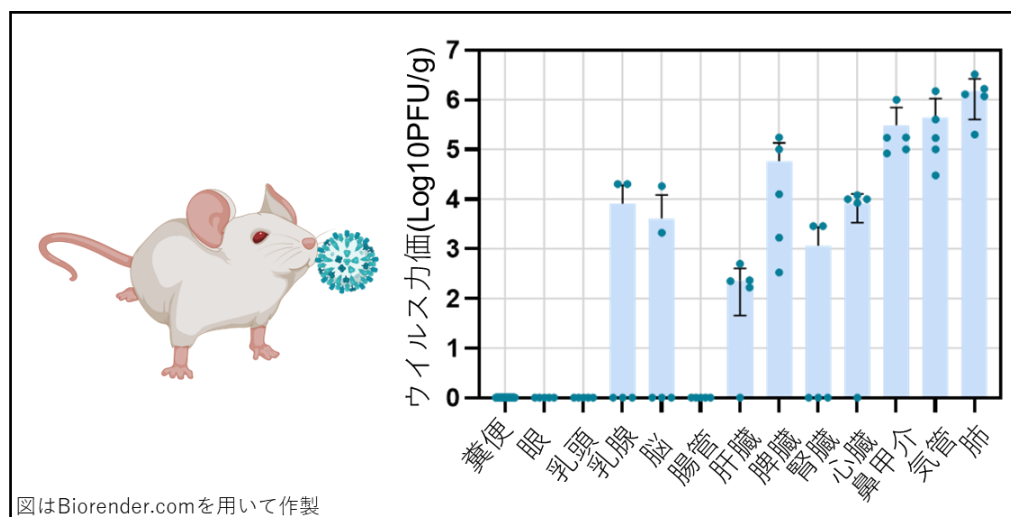 ウイルス力価(Log10PFU/g)
7
6
5
4
3
2
1
0
糞便
眼
乳頭
乳腺
脳
腸管
肝臓
脾臓
腎臓
心臓
鼻甲介
気管
肺
図はBiorender.comを用いて作製